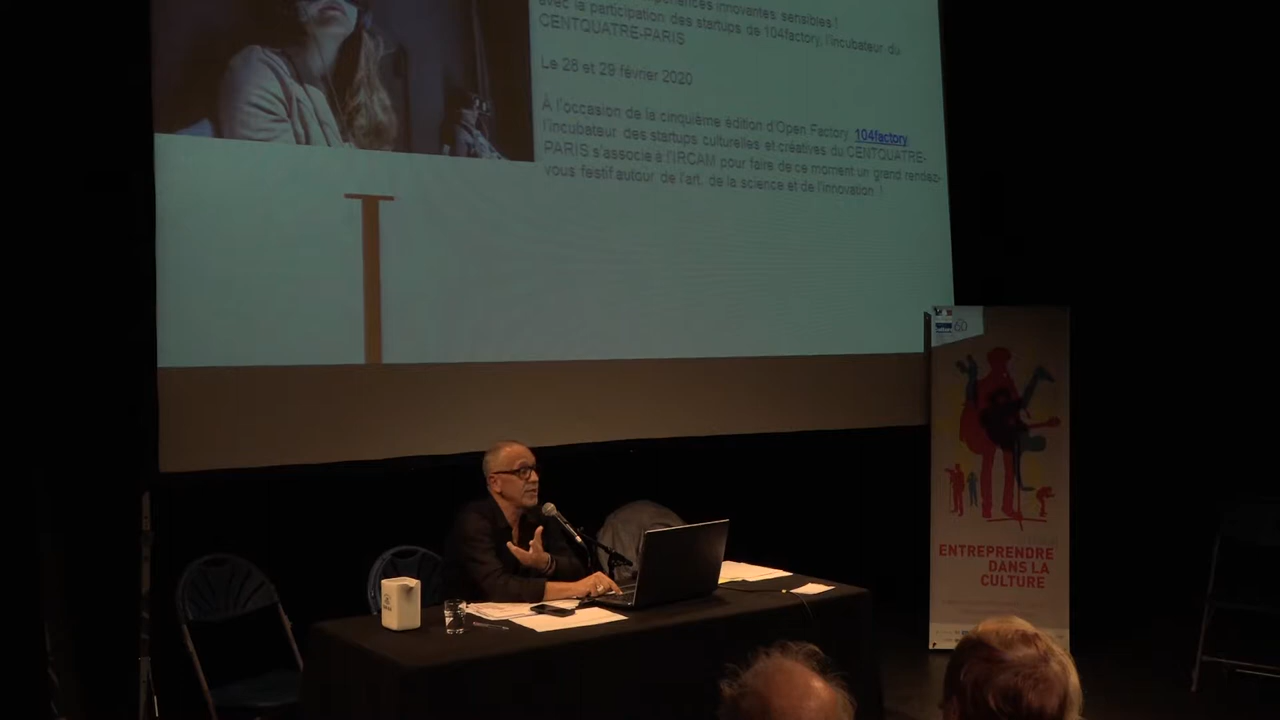 expériences innovantes sensibles !
avec la participation des startups de 104factory, l'incubateur du
CENTQUATRE-PARIS
Le 28 et 29 février 2020
À l'occasion de la cinquième édition d'Open Factory, 104factory
l'incubateur des startups culturelles et créatives du CENTQUATRE-
PARIS s'associe à l'IRCAM pour faire de ce moment un grand rendez-
vous festif autour de l'art, de la science et de l'innovation !
ENTREPRENDRE
DANS LA
CULTURE